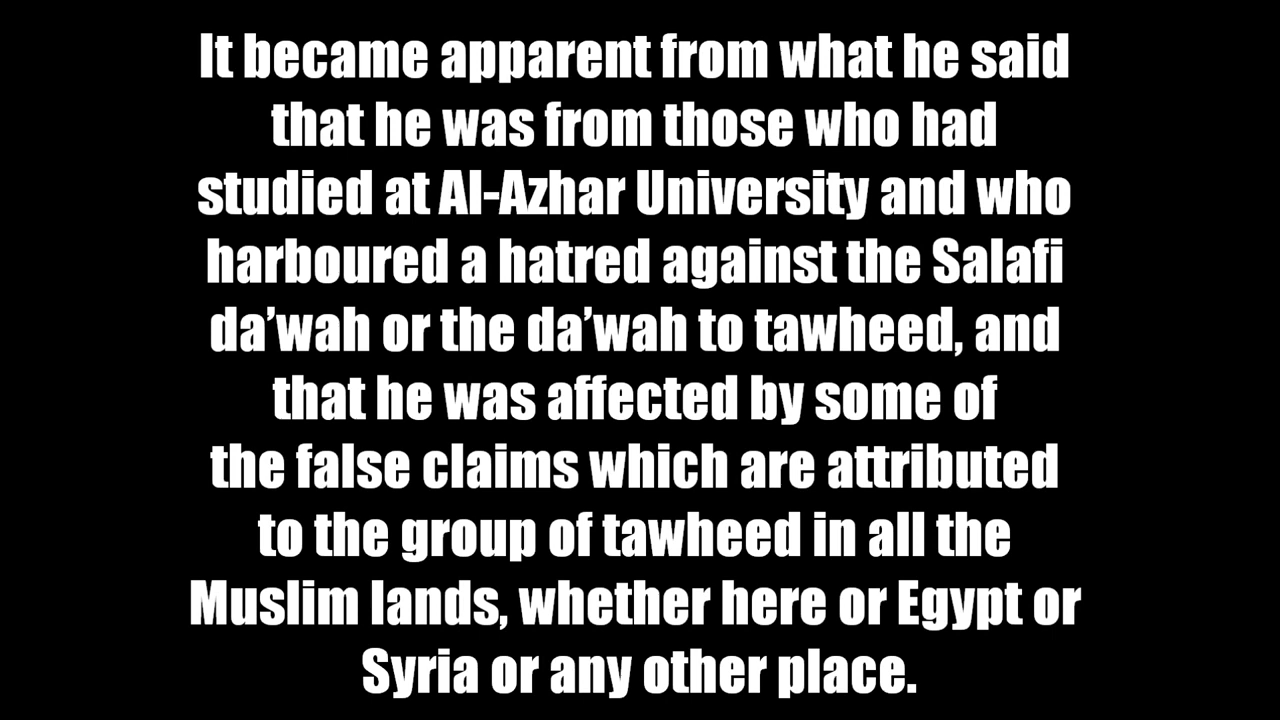 It became apparent from what he said
that he was from those who had
studied at Al-Azhar University and who
harboured a hatred against the Salafi
da’wah or the da’wah to tawheed, and
that he was affected by some of
the false claims which are attributed
to the group of tawheed in all the
Muslim lands, whether here or Egypt or
Syria or any other place.